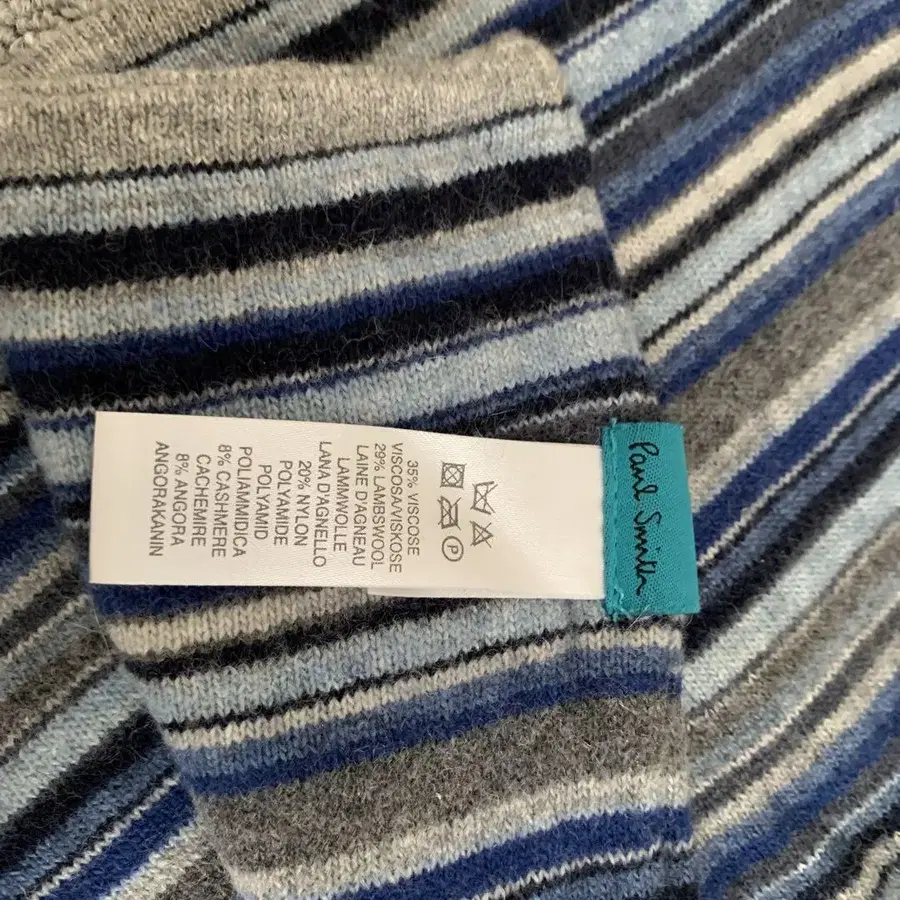 Paul Smith
P
35% VISCOSE
VISCOSA/VISKOSE
29% LAMBSWOOL
LAINE D'AGNEAU
LAMMWOLLE
LANA D'AGNELLO
20% NYLON
POLYAMIDE
POLYAMID
POLIAMMIDICA
8% CASHMERE
CACHEMIRE
8% ANGORA
ANGORAKANIN